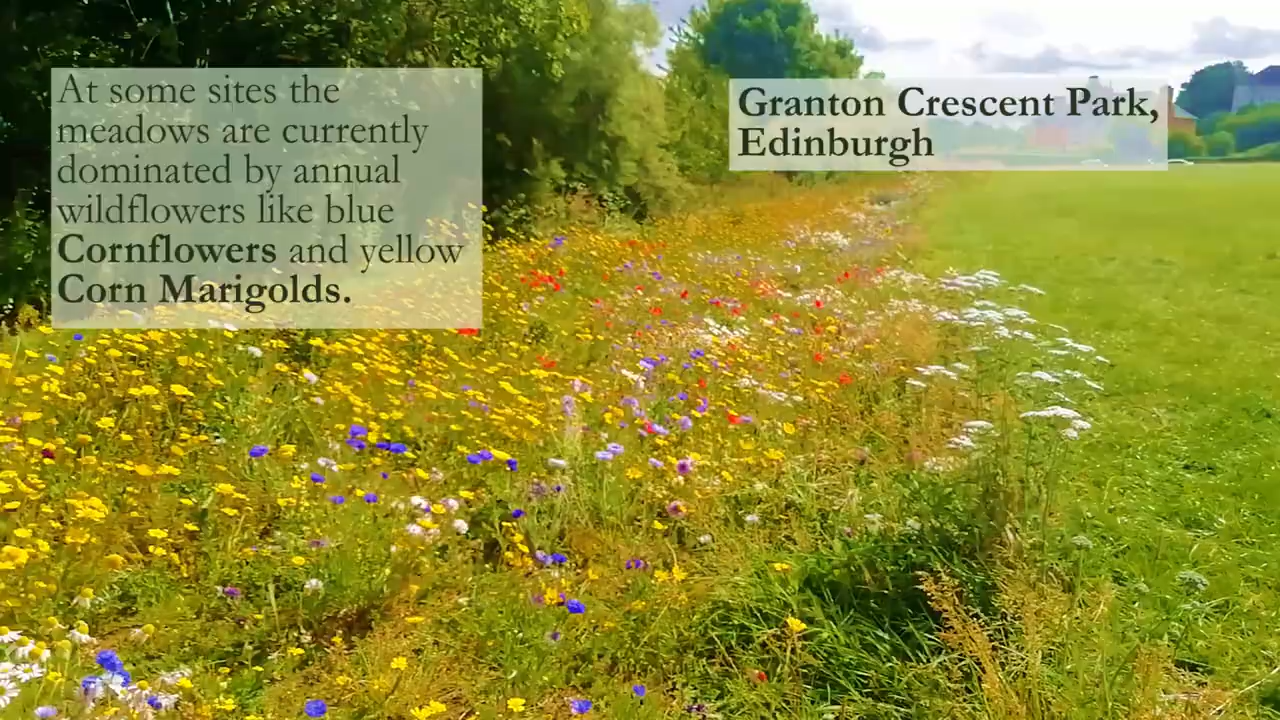 At some sites the
meadows are currently
dominated by annual
wildflowers like blue
Cornflowers and yellow
Corn Marigolds.
Granton Crescent Park,
Edinburgh